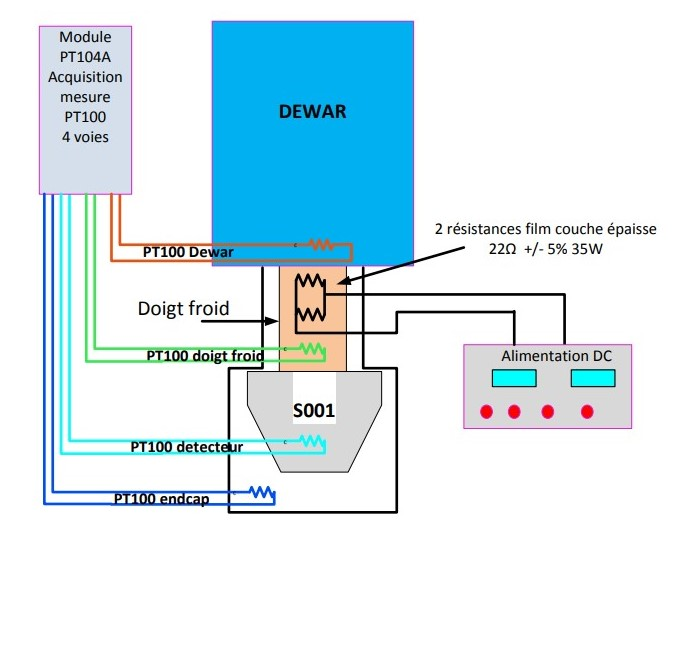 Module
PT104A
Acquisition
mesure
PT100
4 voies
DEWAR
2 résistances film couche épaisse
22Ω +/- 5% 35W
PT100 Dewar
Doigt froid
PT100 doigt froid
Alimentation DC
S001
PT100 detecteur
PT100 endcap